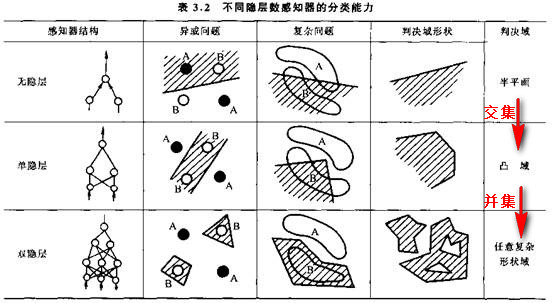 表 3.2 不同隐层数感知器的分类能力
感知器结构 异或问题 复杂问题 判决域形状 判决域
无隐层 A B B A A B 半平面
交集
单隐层 A B B A A B 凸 域
并集
双隐层 A B B A A B 任意复杂
形状域